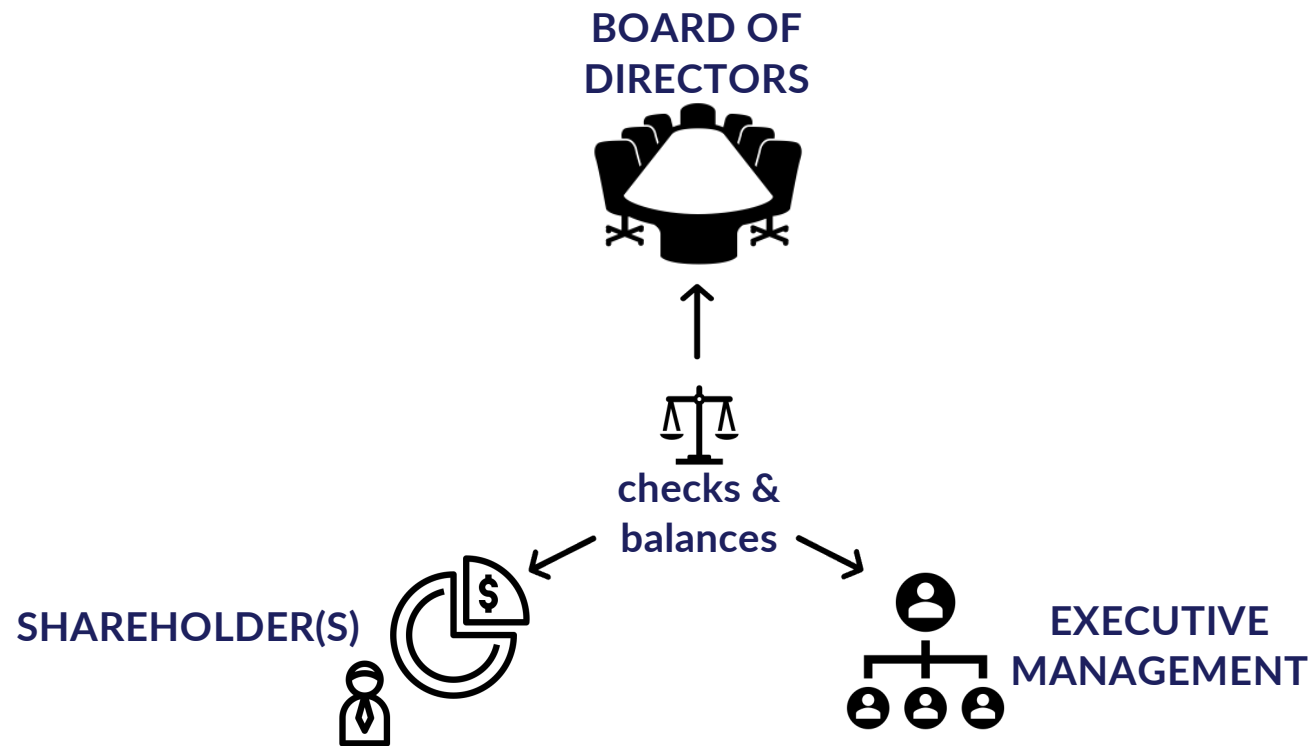 BOARD OF
DIRECTORS
checks &
balances
$
SHAREHOLDER(S)
EXECUTIVE
MANAGEMENT